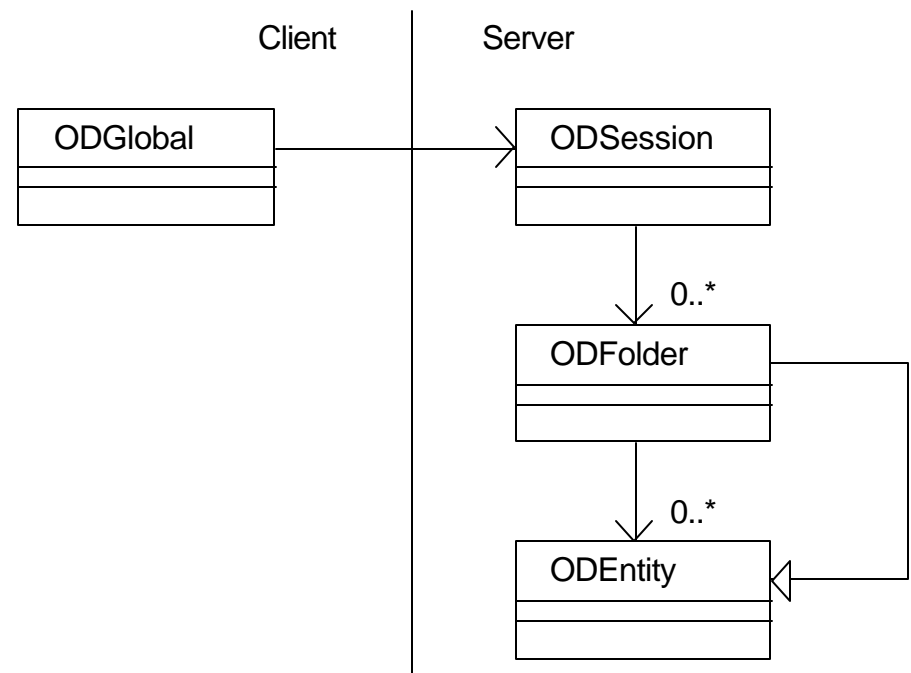 Client
Server
ODGlobal
ODSession
0..*
ODFolder
0..*
ODEntity